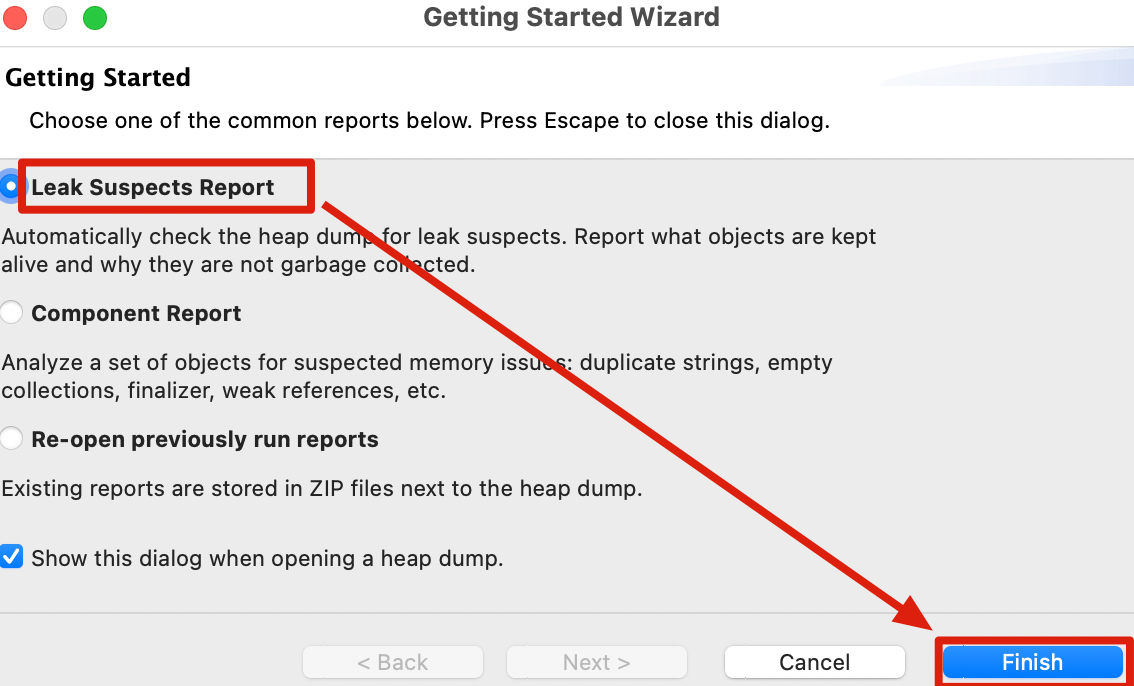 Getting Started Wizard
Getting Started
Choose one of the common reports below. Press Escape to close this dialog.
Leak Suspects Report
Automatically check the heap dump for leak suspects. Report what objects are kept
alive and why they are not garbage collected.
Component Report
Analyze a set of objects for suspected memory issues: duplicate strings, empty
collections, finalizer, weak references, etc.
Re-open previously run reports
Existing reports are stored in ZIP files next to the heap dump.
Show this dialog when opening a heap dump.
< Back Next > Cancel Finish